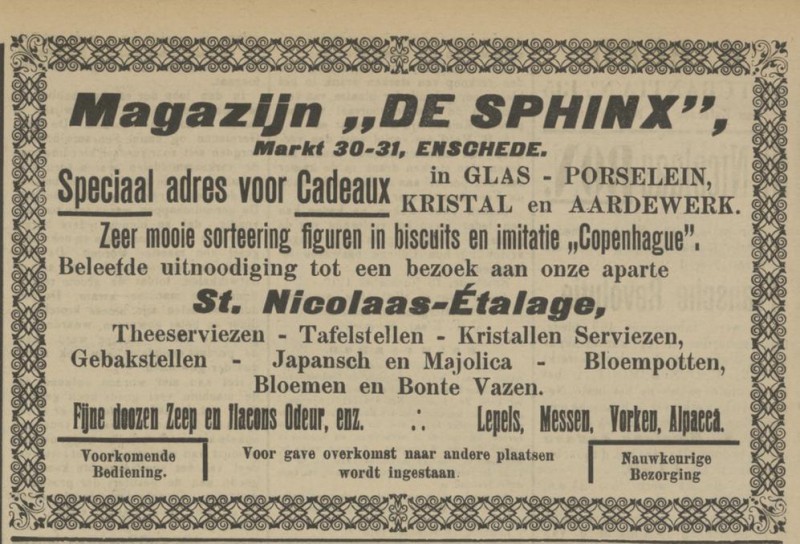 Magazijn „DE SPHINX”,
Markt 30-31, ENSCHEDE.
Speciaal adres voor Cadeaux
in GLAS - PORSELEIN,
KRISTAL en AARDEWERK.
Zeer mooie sorteering figuren in biscuits en imitatie „Copenhague”.
Beleefde uitnoodiging tot een bezoek aan onze aparte
St. Nicolaas-Étalage,
Theeserviezen - Tafelstellen - Kristallen Serviezen,
Gebakstellen - Japansch en Majolica - Bloempotten,
Bloemen en Bonte Vazen.
Fijne doozen Zeep en flacons Odeur, enz. .·. Lepels, Messen, Vorken, Alpacca.
Voorkomende
Bediening.
Voor gave overkomst naar andere plaatsen
wordt ingestaan
Nauwkeurige
Bezorging